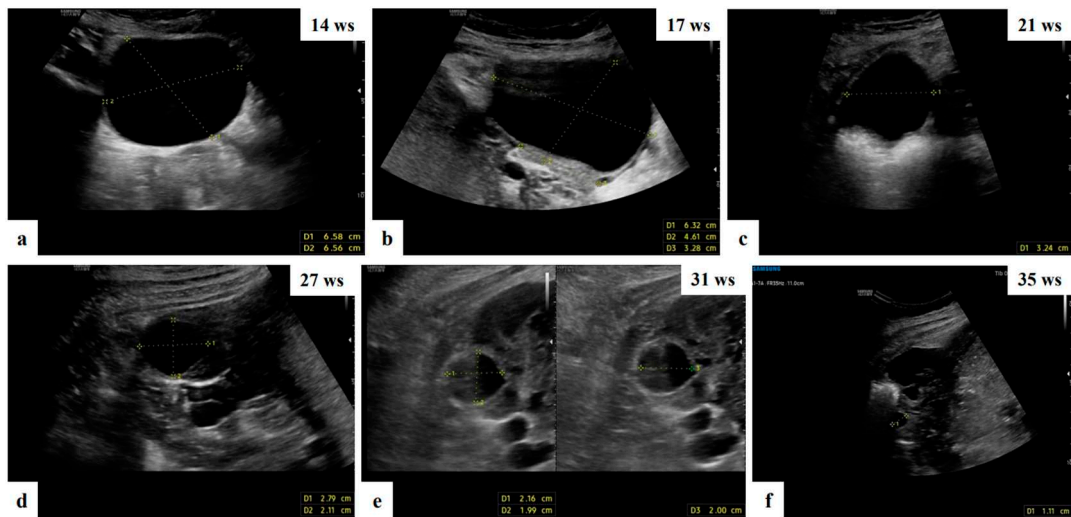 14 ws
D1 6.58 cm
D2 6.56 cm
a
17 ws
D1 6.32 cm
D2 4.61 cm
D3 3.28 cm
b
21 ws
D1 3.24 cm
c
27 ws
D1 2.79 cm
D2 2.11 cm
d
31 ws
D1 2.16 cm
D2 1.99 cm
D3 2.00 cm
e
SAMSUNG
FR35Hz 11.0cm
35 ws
D1 1.11 cm
f